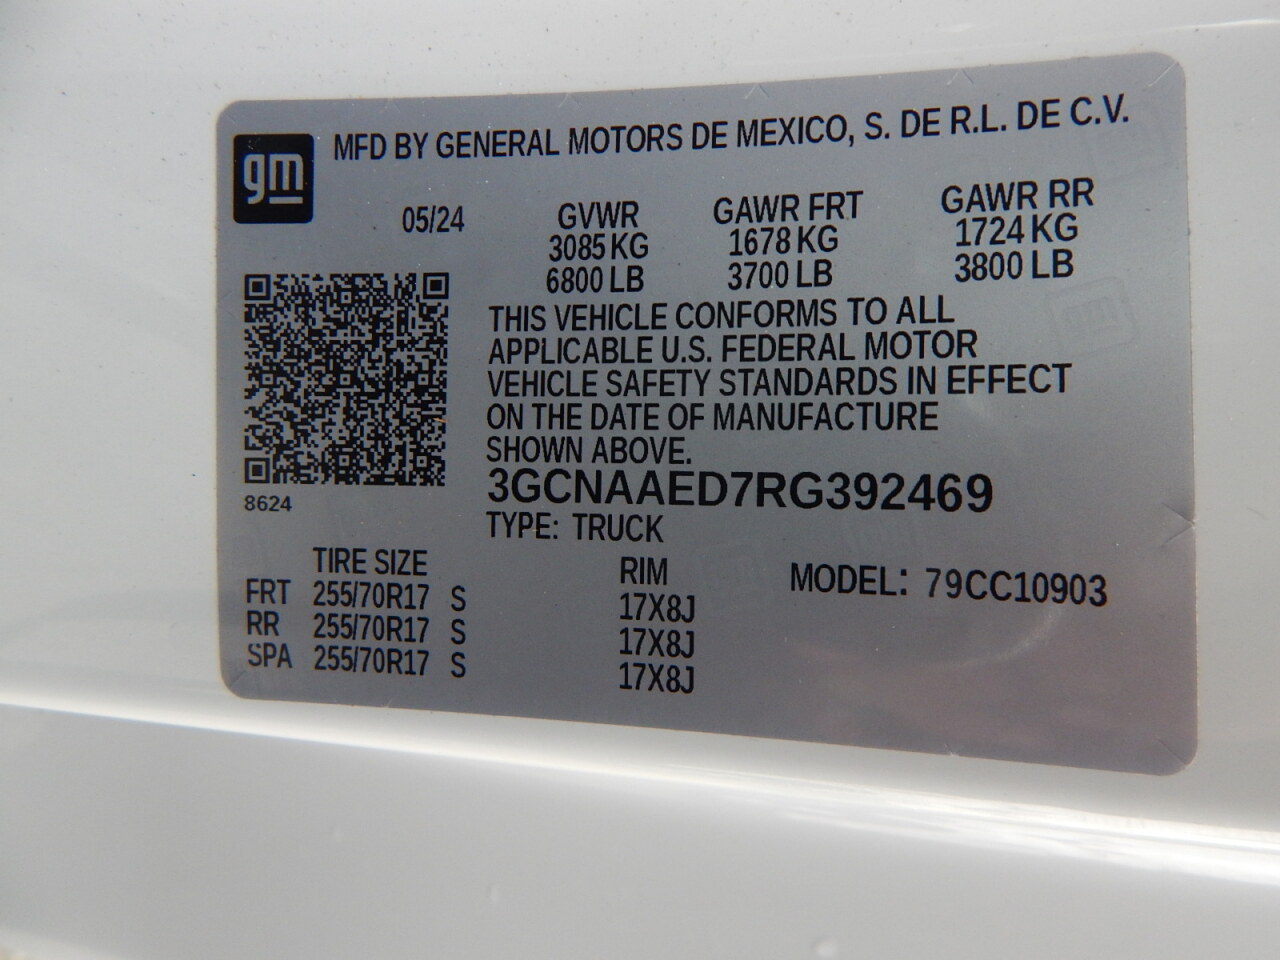 gm
MFD BY GENERAL MOTORS DE MEXICO, S. DE R.L. DE C.V.
05/24 GVWR GAWR FRT GAWR RR
3085 KG 1678 KG 1724 KG
6800 LB 3700 LB 3800 LB
THIS VEHICLE CONFORMS TO ALL
APPLICABLE U.S. FEDERAL MOTOR
VEHICLE SAFETY STANDARDS IN EFFECT
ON THE DATE OF MANUFACTURE
SHOWN ABOVE.
3GCNAAED7RG392469
8624
TYPE: TRUCK
TIRE SIZE RIM MODEL: 79CC10903
FRT 255/70R17 S 17X8J
RR 255/70R17 S 17X8J
SPA 255/70R17 S 17X8J